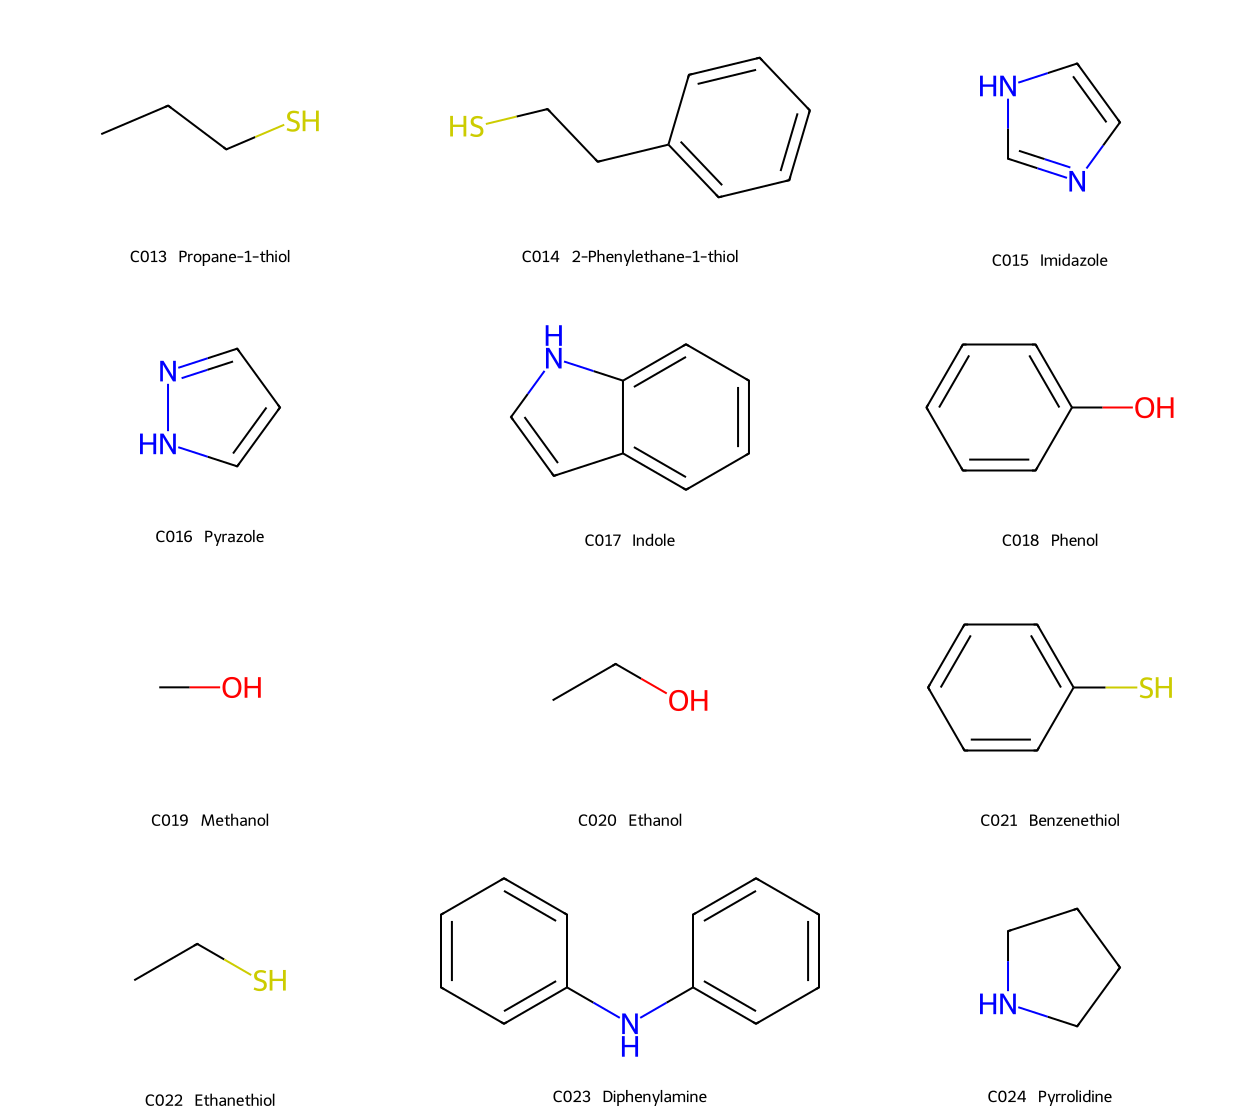 SH
HS
HN
N
C013 Propane-1-thiol
C014 2-Phenylethane-1-thiol
C015 Imidazole
N
HN
H
N
OH
C016 Pyrazole
C017 Indole
C018 Phenol
OH
OH
SH
C019 Methanol
C020 Ethanol
C021 Benzenethiol
SH
N
H
HN
C022 Ethanethiol
C023 Diphenylamine
C024 Pyrrolidine